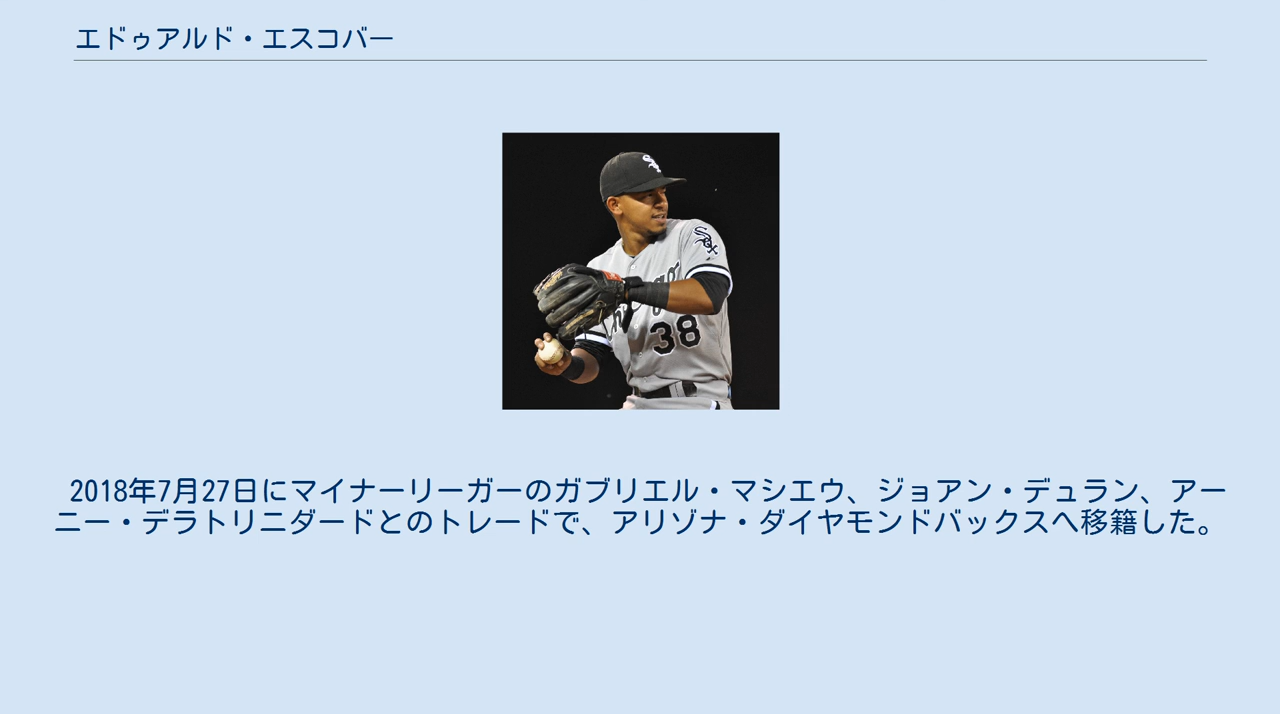 エドゥアルド・エスコバー
Sox
Chicago
38
2018年7月27日にマイナーリーガーのガブリエル・マシエウ、ジョアン・デュラン、アー
ニー・デラトリニダードとのトレードで、アリゾナ・ダイヤモンドバックスへ移籍した。